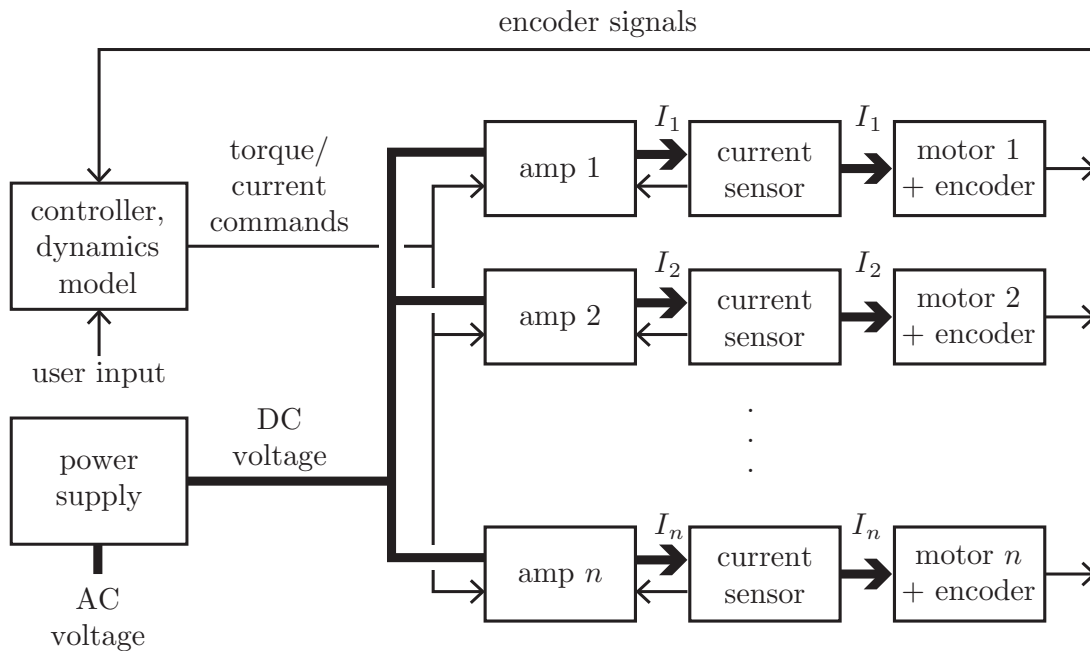 encoder signals
torque/
current
commands
controller,
dynamics
model
user input
power
supply
DC
voltage
AC
voltage
amp 1
I₁
current
sensor
I₁
motor 1
+ encoder
amp 2
I₂
current
sensor
I₂
motor 2
+ encoder
.
.
.
amp n
Iₙ
current
sensor
Iₙ
motor n
+ encoder